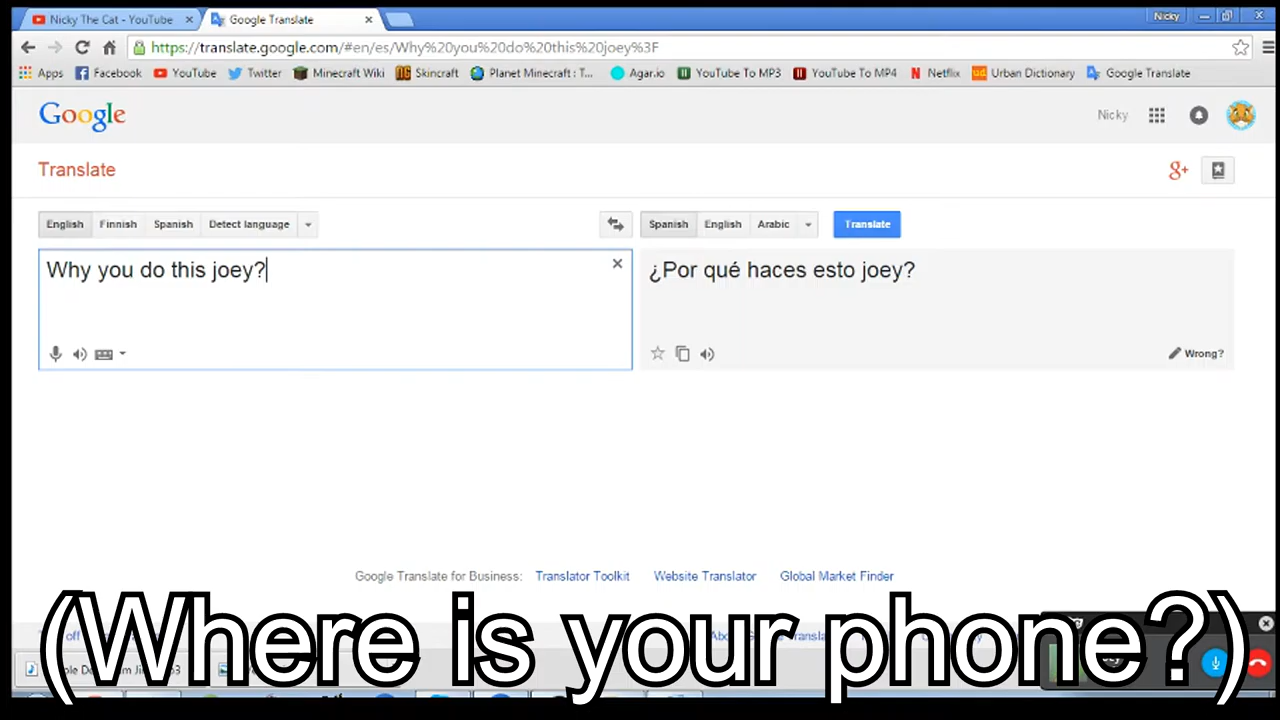 Nicky The Cat - YouTube
Google Translate
Nicky
https://translate.google.com/#en/es/Why%20you%20do%20this%20joey%3F
Apps Facebook YouTube Twitter Minecraft Wiki Skincraft Planet Minecraft : T... Agar.io YouTube To MP3 YouTube To MP4 Netflix Urban Dictionary Google Translate
Google
Nicky
Translate
g+
English Finnish Spanish Detect language
Spanish English Arabic Translate
Why you do this joey?
¿Por qué haces esto joey?
Wrong?
Google Translate for Business: Translator Toolkit Website Translator Global Market Finder
(Where is your phone?)